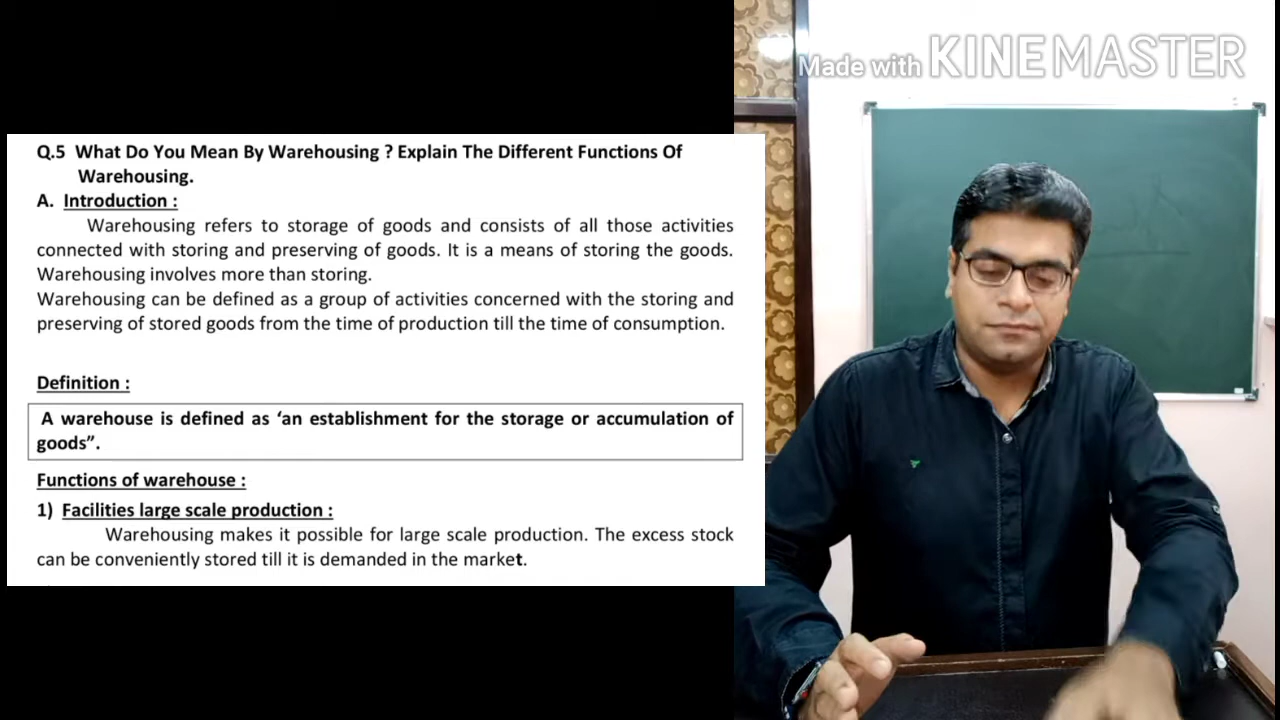 Made with KINEMASTER
Q.5 What Do You Mean By Warehousing ? Explain The Different Functions Of
Warehousing.
A. Introduction :
Warehousing refers to storage of goods and consists of all those activities
connected with storing and preserving of goods. It is a means of storing the goods.
Warehousing involves more than storing.
Warehousing can be defined as a group of activities concerned with the storing and
preserving of stored goods from the time of production till the time of consumption.
Definition :
A warehouse is defined as ‘an establishment for the storage or accumulation of
goods”.
Functions of warehouse :
1) Facilities large scale production :
Warehousing makes it possible for large scale production. The excess stock
can be conveniently stored till it is demanded in the market.